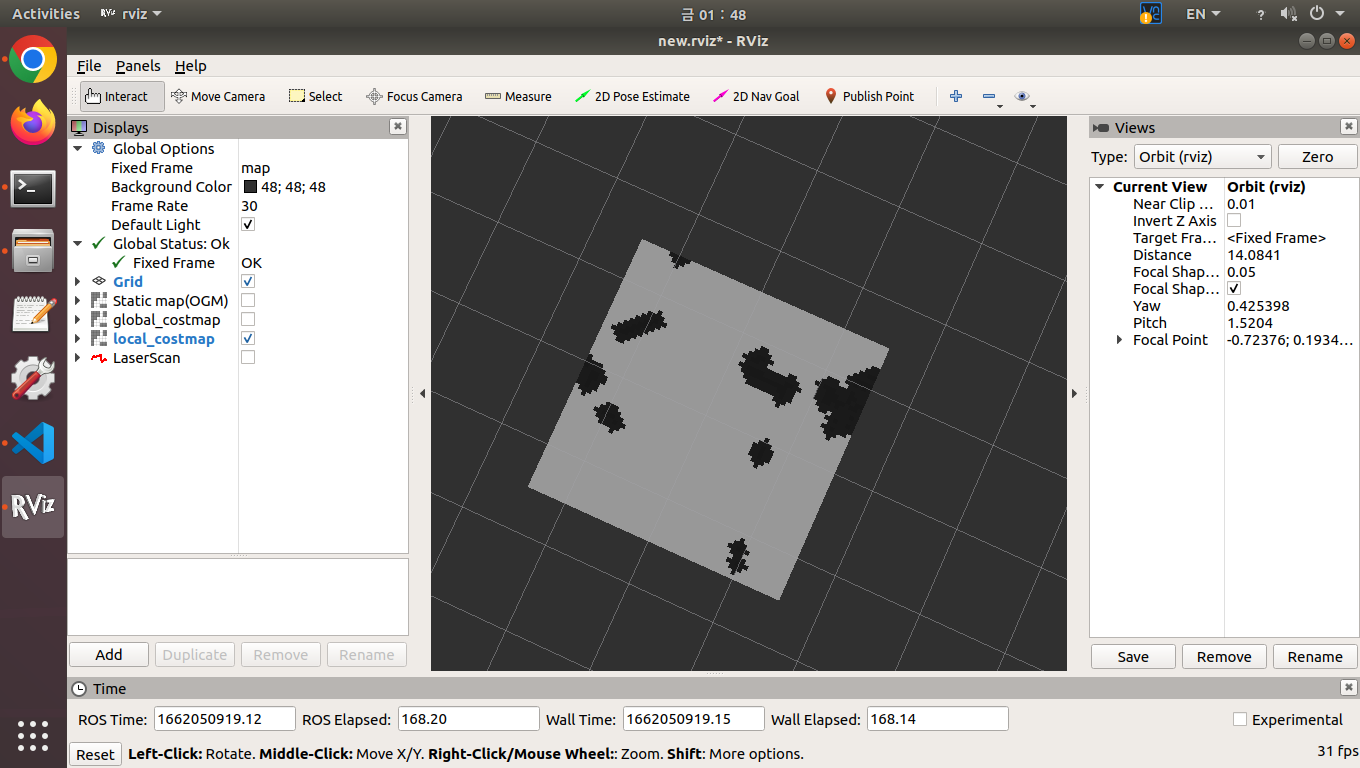 Activities RViz rviz 금 01 : 48 EN ?
new.rviz* - RViz
File Panels Help
Interact Move Camera Select Focus Camera Measure 2D Pose Estimate 2D Nav Goal Publish Point
Displays
Global Options
Fixed Frame map
Background Color 48; 48; 48
Frame Rate 30
Default Light
Global Status: Ok
Fixed Frame OK
Grid
Static map(OGM)
global_costmap
local_costmap
LaserScan
Add Duplicate Remove Rename
Views
Type: Orbit (rviz) Zero
Current View Orbit (rviz)
Near Clip ... 0.01
Invert Z Axis
Target Fra... <Fixed Frame>
Distance 14.0841
Focal Shap... 0.05
Focal Shap...
Yaw 0.425398
Pitch 1.5204
Focal Point -0.72376; 0.1934...
Save Remove Rename
RViz
Time
ROS Time: 1662050919.12 ROS Elapsed: 168.20 Wall Time: 1662050919.15 Wall Elapsed: 168.14 Experimental
Reset Left-Click: Rotate. Middle-Click: Move X/Y. Right-Click/Mouse Wheel:: Zoom. Shift: More options. 31 fps